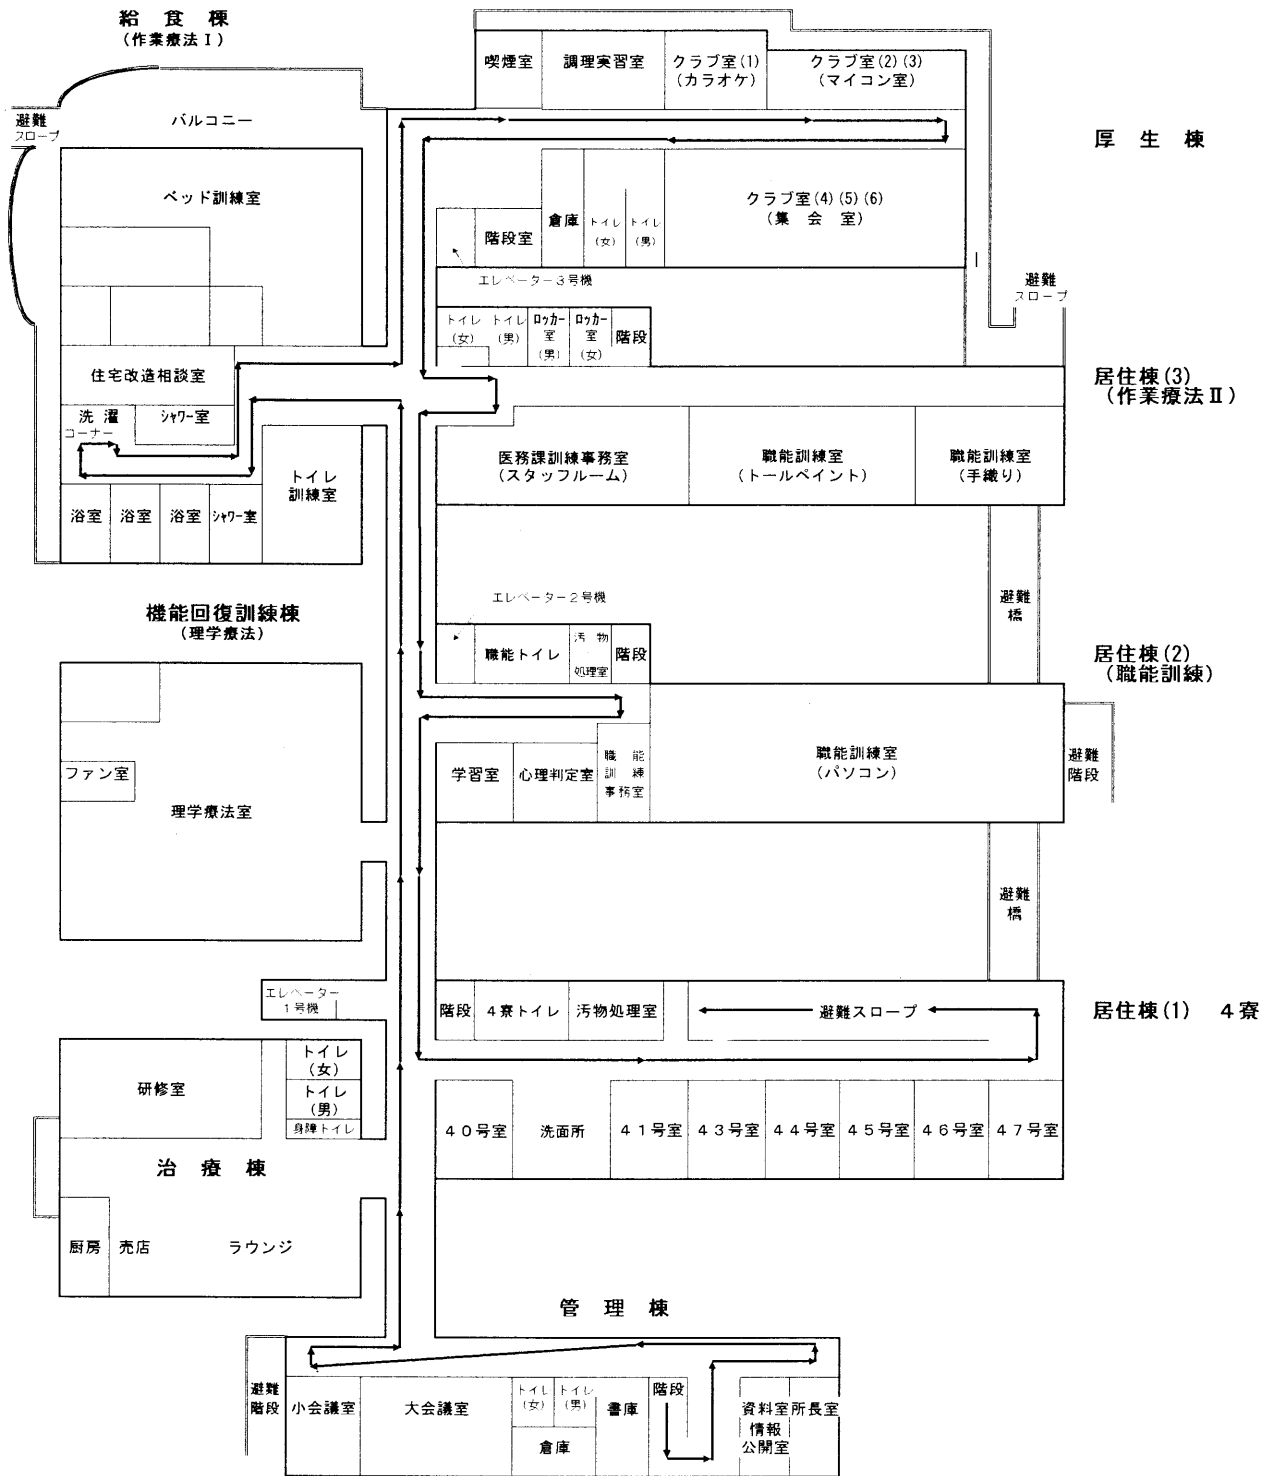 給 食 棟
(作業療法Ⅰ)
避難
スロープ
バルコニー
ベッド訓練室
住宅改造相談室
洗 濯
コーナー
シャワー室
浴室
浴室
浴室
シャワー室
トイレ
訓練室
喫煙室
調理実習室
クラブ室(1)
(カラオケ)
クラブ室(2)(3)
(マイコン室)
厚 生 棟
階段室
倉庫
トイレ
(女)
トイレ
(男)
クラブ室(4)(5)(6)
(集 会 室)
エレベーター3号機
避難
スロープ
トイレ
(女)
トイレ
(男)
ロッカー
室
(男)
ロッカー
室
(女)
階段
居住棟(3)
(作業療法Ⅱ)
医務課訓練事務室
(スタッフルーム)
職能訓練室
(トールペイント)
職能訓練室
(手織り)
機能回復訓練棟
(理学療法)
エレベーター2号機
避難
橋
職能トイレ
汚 物
処理室
階段
居住棟(2)
(職能訓練)
ファン室
理学療法室
学習室
心理判定室
職 能
訓 練
事務室
職能訓練室
(パソコン)
避難
階段
避難
橋
エレベーター
1号機
階段
4寮トイレ
汚物処理室
避難スロープ
居住棟(1) 4寮
研修室
トイレ
(女)
トイレ
(男)
身障トイレ
40号室
洗面所
41号室
43号室
44号室
45号室
46号室
47号室
治 療 棟
厨房
売店
ラウンジ
管 理 棟
避難
階段
小会議室
大会議室
トイレ
(女)
トイレ
(男)
倉庫
書庫
階段
資料室
情報
公開室
所長室